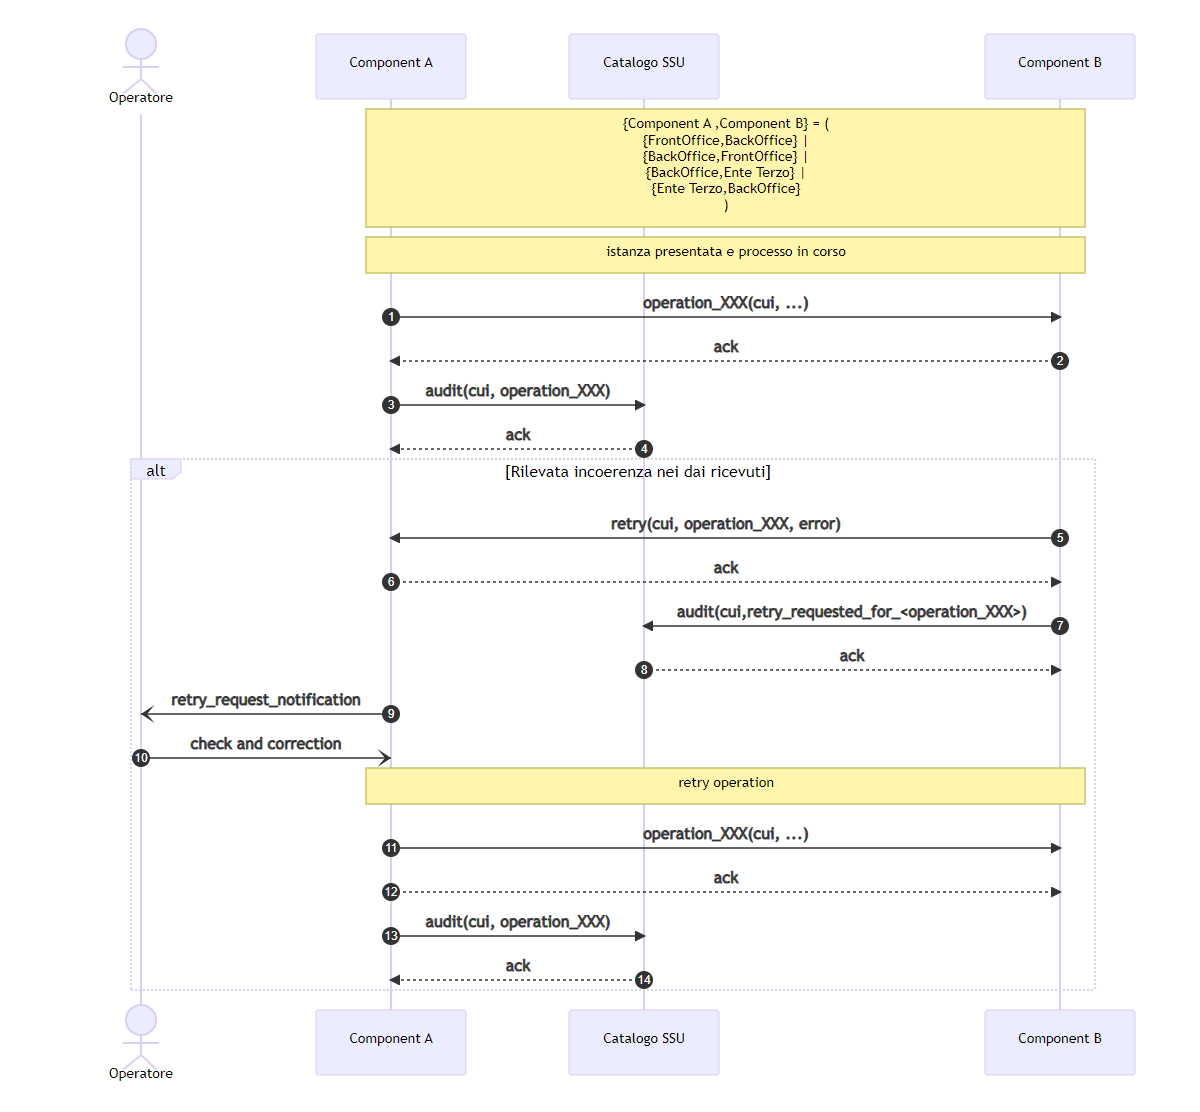 Operatore
Component A
Catalogo SSU
Component B
{Component A ,Component B} = (
{FrontOffice,BackOffice} |
{BackOffice,FrontOffice} |
{BackOffice,Ente Terzo} |
{Ente Terzo,BackOffice}
)
istanza presentata e processo in corso
operation_XXX(cui, ...)
1
ack
2
audit(cui, operation_XXX)
3
ack
4
alt
[Rilevata incoerenza nei dai ricevuti]
retry(cui, operation_XXX, error)
5
ack
6
audit(cui,retry_requested_for_<operation_XXX>)
7
ack
8
retry_request_notification
9
check and correction
10
retry operation
operation_XXX(cui, ...)
11
ack
12
audit(cui, operation_XXX)
13
ack
14
Operatore
Component A
Catalogo SSU
Component B